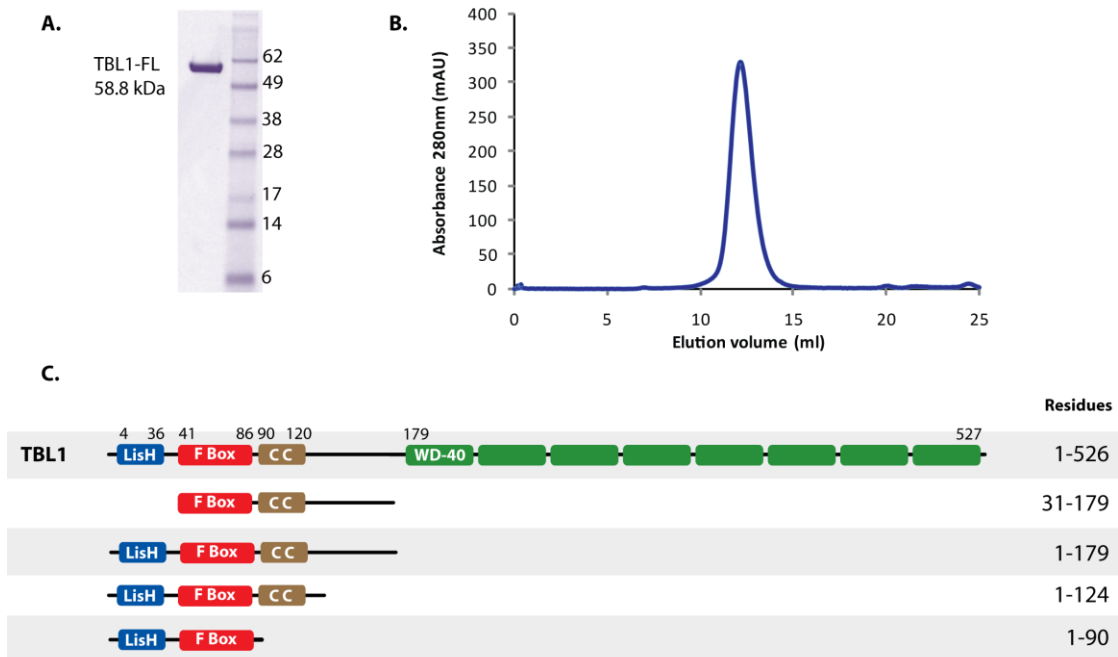 A.
TBL1-FL
58.8 kDa
62
49
38
28
17
14
6
B.
Absorbance 280nm (mAU)
400
350
300
250
200
150
100
50
0
0 5 10 15 20 25
Elution volume (ml)
C.
Residues
4 36 41 86 90 120 179 527
TBL1 LisH F Box C C WD-40 1-526
F Box C C 31-179
LisH F Box C C 1-179
LisH F Box C C 1-124
LisH F Box 1-90